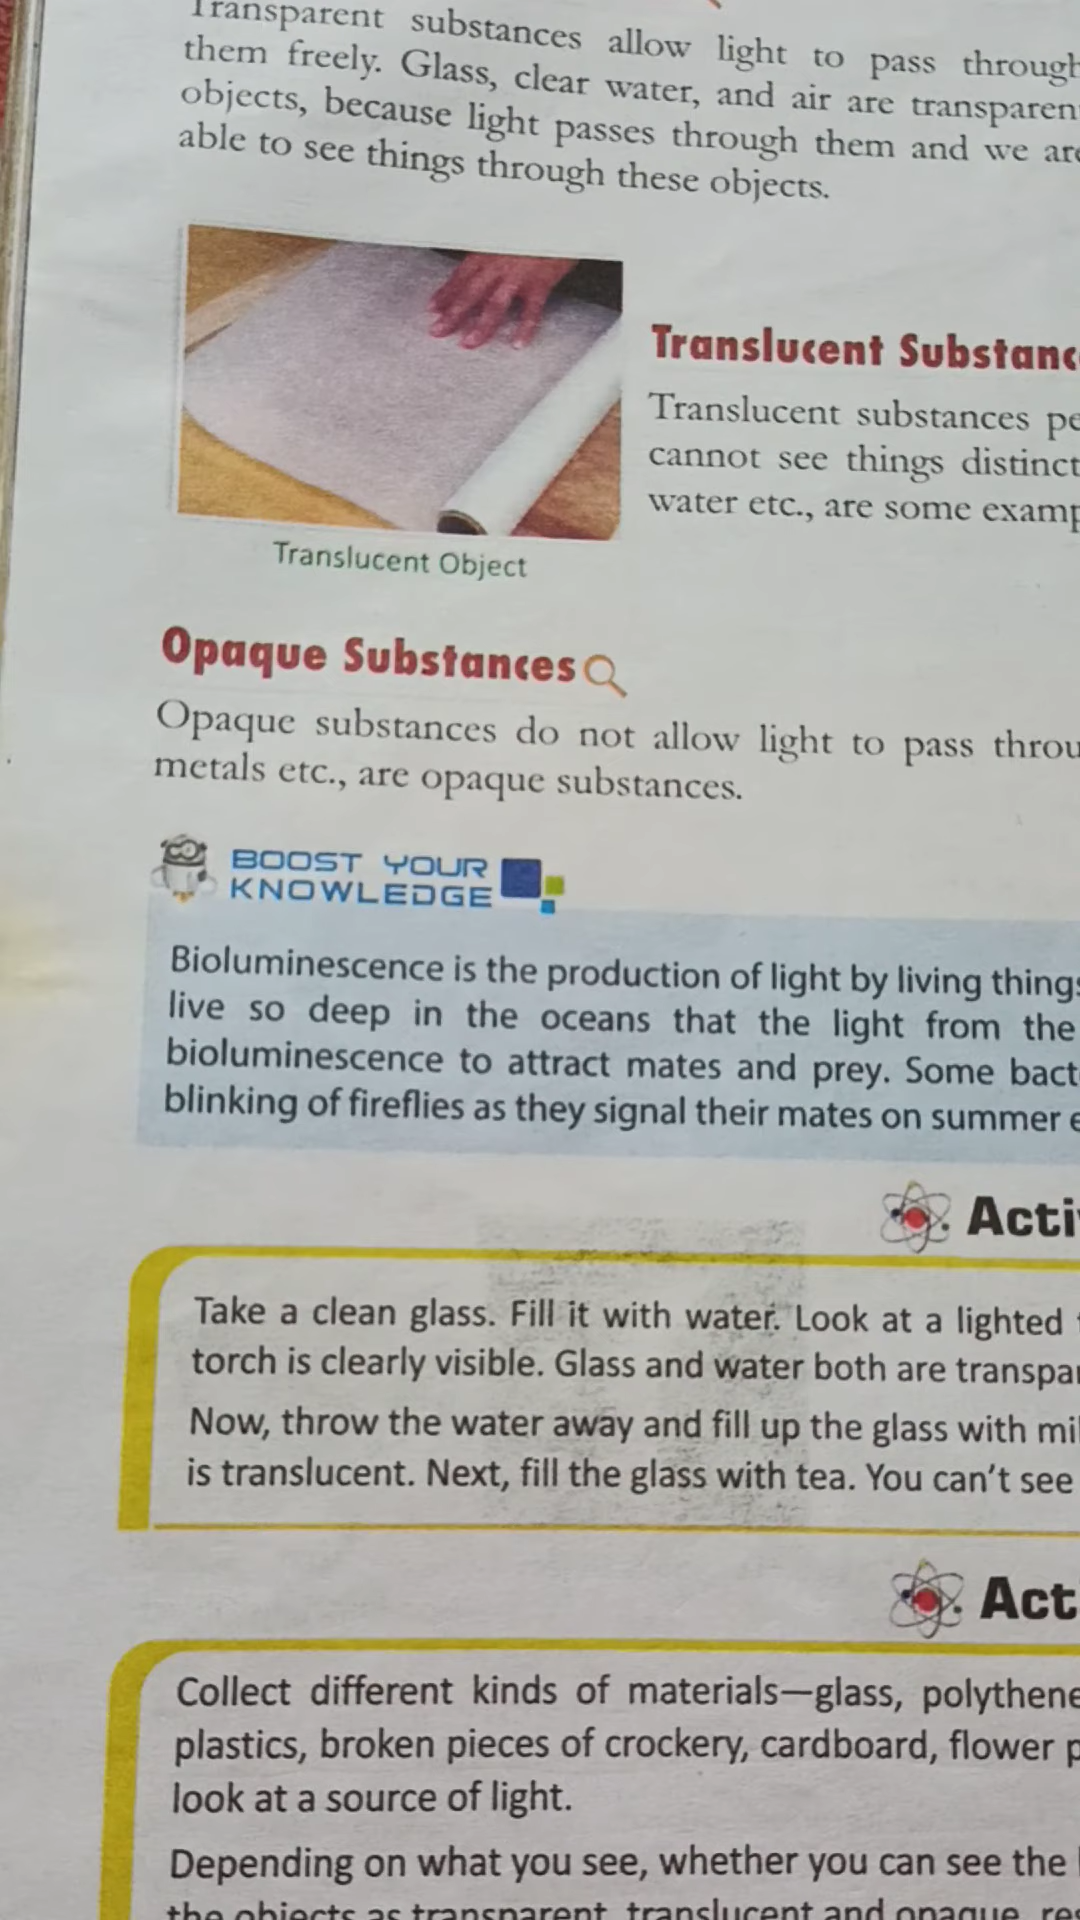 Transparent substances allow light to pass through
them freely. Glass, clear water, and air are transparent
objects, because light passes through them and we are
able to see things through these objects.
Translucent Substanc
Translucent substances pe
cannot see things distinct
water etc., are some examp
Translucent Object
Opaque Substances
Opaque substances do not allow light to pass throu
metals etc., are opaque substances.
BOOST YOUR
KNOWLEDGE
Bioluminescence is the production of light by living things
live so deep in the oceans that the light from the
bioluminescence to attract mates and prey. Some bact
blinking of fireflies as they signal their mates on summer e
Acti
Take a clean glass. Fill it with water. Look at a lighted
torch is clearly visible. Glass and water both are transpar
Now, throw the water away and fill up the glass with mil
is translucent. Next, fill the glass with tea. You can't see
Act
Collect different kinds of materials—glass, polythene
plastics, broken pieces of crockery, cardboard, flower p
look at a source of light.
Depending on what you see, whether you can see the
the objects as transparent, translucent and opaque, res